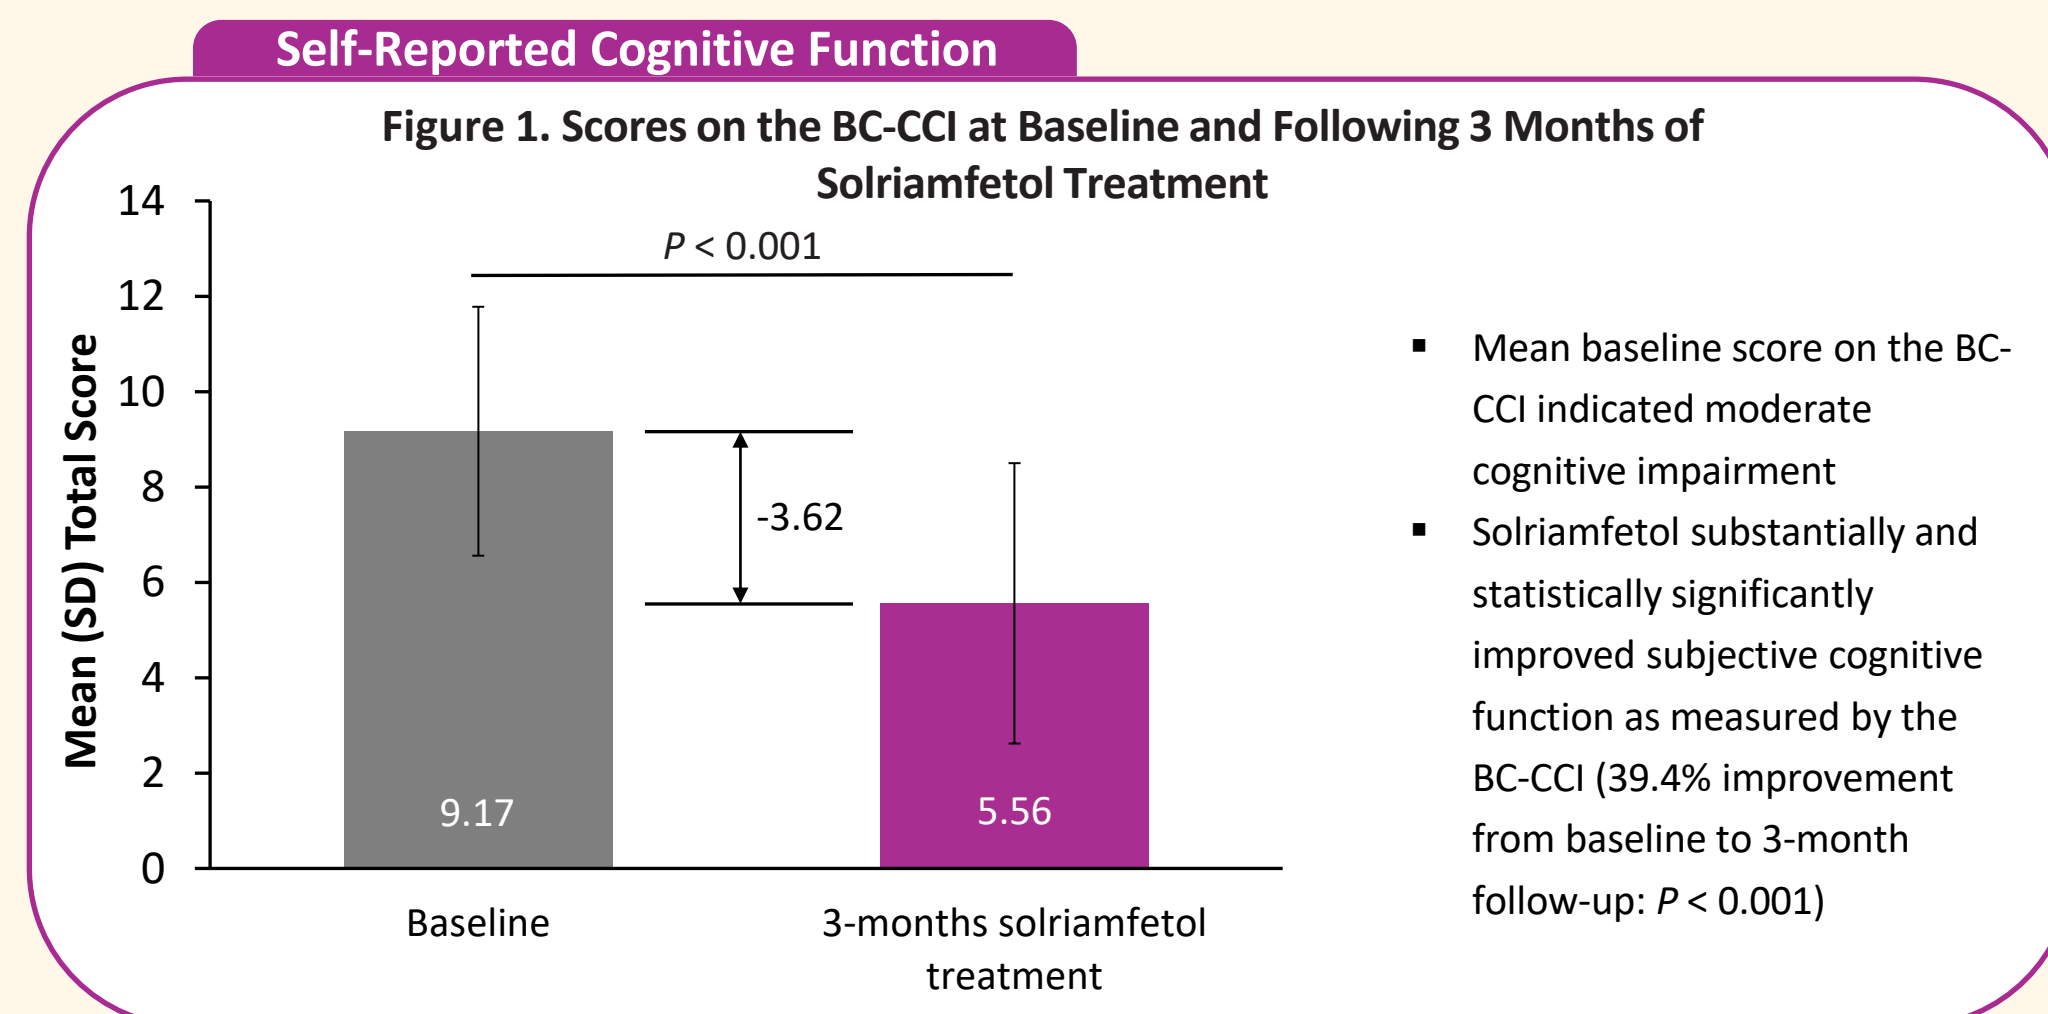 Self-Reported Cognitive Function
Figure 1. Scores on the BC-CCI at Baseline and Following 3 Months of
Solriamfetol Treatment
Mean (SD) Total Score
14
12
10
8
6
4
2
0
P < 0.001
-3.62
9.17
5.56
Baseline
3-months solriamfetol
treatment
▪ Mean baseline score on the BC-
CCI indicated moderate
cognitive impairment
▪ Solriamfetol substantially and
statistically significantly
improved subjective cognitive
function as measured by the
BC-CCI (39.4% improvement
from baseline to 3-month
follow-up: P < 0.001)